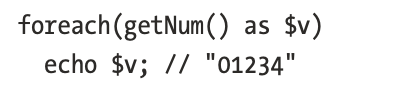 foreach(getNum() as $v)
  echo $v; // "01234"